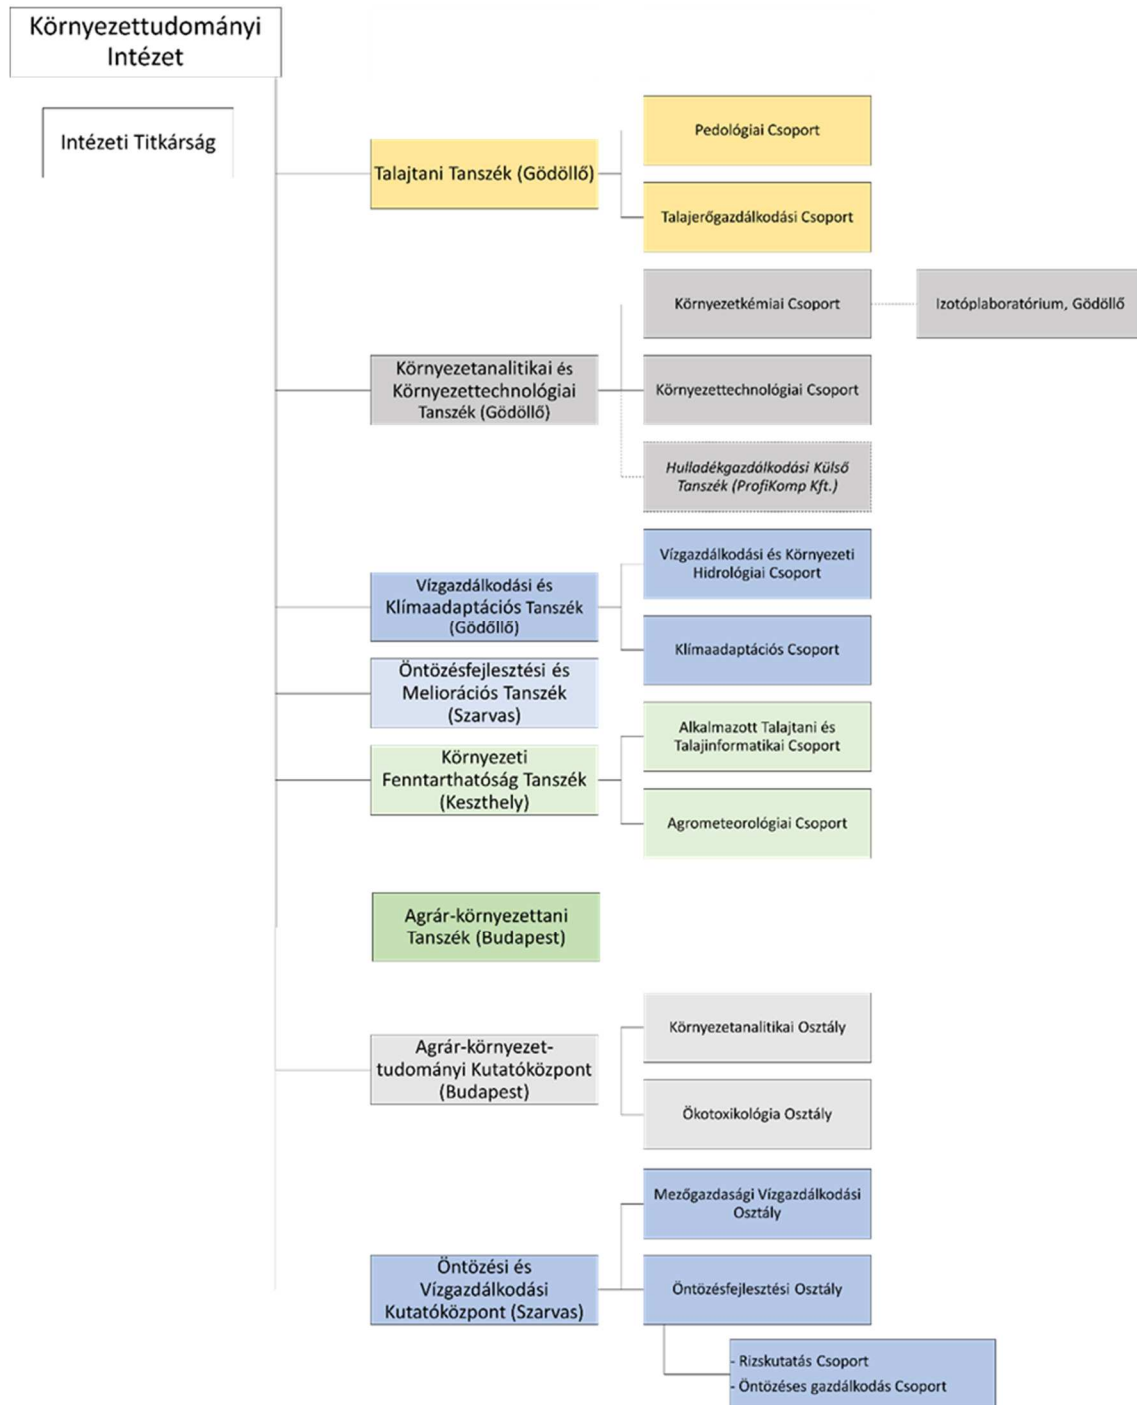 Környezettudományi
Intézet
Intézeti Titkárság
Talajtani Tanszék (Gödöllő)
Pedológiai Csoport
Talajerőgazdálkodási Csoport
Környezetanalitikai és
Környezettechnológiai
Tanszék (Gödöllő)
Környezetkémiai Csoport
Izotóplaboratórium, Gödöllő
Környezettechnológiai Csoport
Hulladékgazdálkodási Külső
Tanszék (ProfiKomp Kft.)
Vízgazdálkodási és
Klímaadaptációs Tanszék
(Gödőllő)
Vízgazdálkodási és Környezeti
Hidrológiai Csoport
Klímaadaptációs Csoport
Öntözésfejlesztési és
Meliorációs Tanszék
(Szarvas)
Környezeti
Fenntarthatóság Tanszék
(Keszthely)
Alkalmazott Talajtani és
Talajinformatikai Csoport
Agrometeorológiai Csoport
Agrár-környezettani
Tanszék (Budapest)
Agrár-környezet-
tudományi Kutatóközpont
(Budapest)
Környezetanalitikai Osztály
Ökotoxikológia Osztály
Öntözési és
Vízgazdálkodási
Kutatóközpont (Szarvas)
Mezőgazdasági Vízgazdálkodási
Osztály
Öntözésfejlesztési Osztály
- Rizskutatás Csoport
- Öntözéses gazdálkodás Csoport